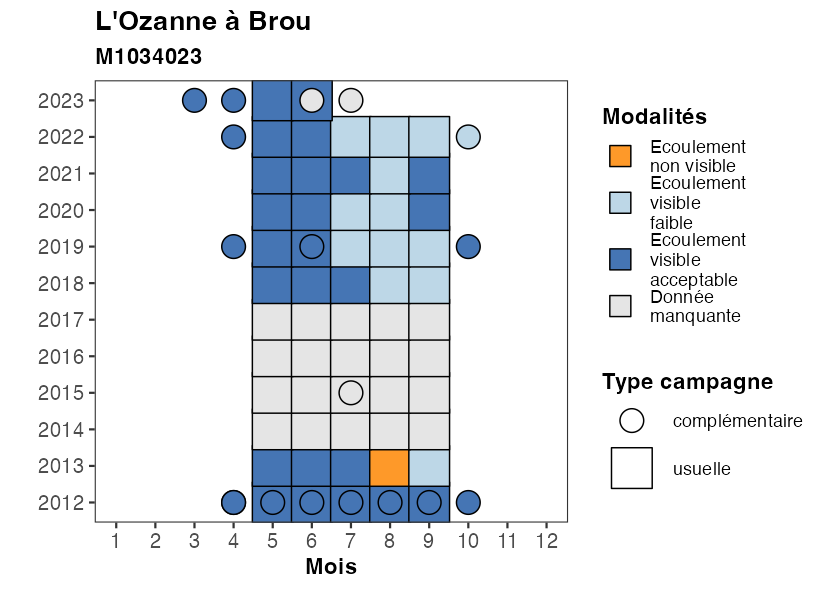 L'Ozanne à Brou
M1034023
2023
2022
2021
2020
2019
2018
2017
2016
2015
2014
2013
2012
1 2 3 4 5 6 7 8 9 10 11 12
Mois
Modalités
Ecoulement
non visible
Ecoulement
visible
faible
Ecoulement
visible
acceptable
Donnée
manquante
Type campagne
complémentaire
usuelle